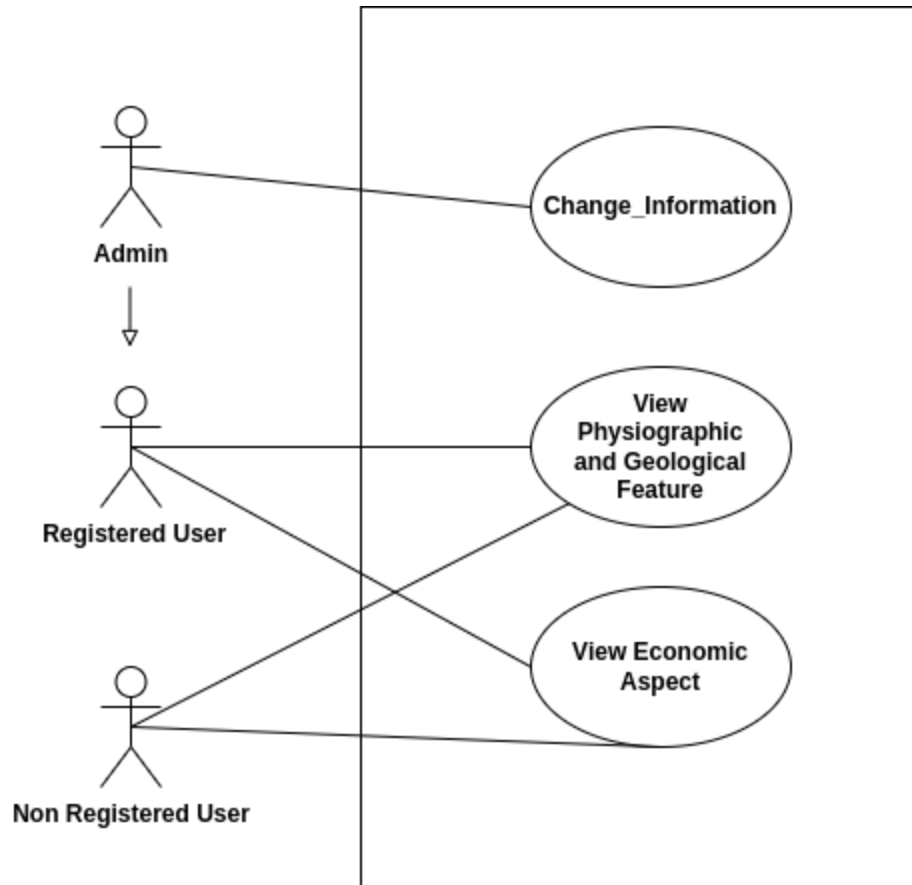 Admin
Change_Information
Registered User
View
Physiographic
and Geological
Feature
View Economic
Aspect
Non Registered User